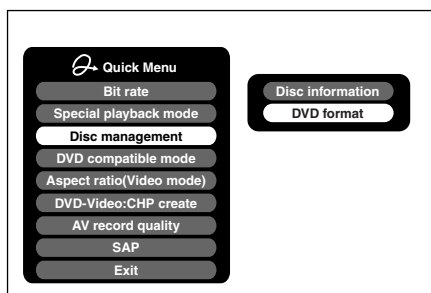 Quick Menu
Bit rate
Special playback mode
Disc management
DVD compatible mode
Aspect ratio(Video mode)
DVD-Video:CHP create
AV record quality
SAP
Exit
Disc information
DVD format